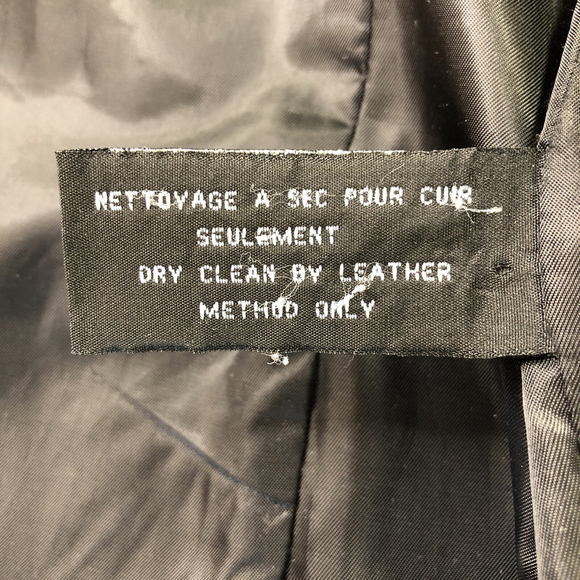 NETTOYAGE A SEC POUR CUIR
SEULEMENT
DRY CLEAN BY LEATHER
METHOD ONLY